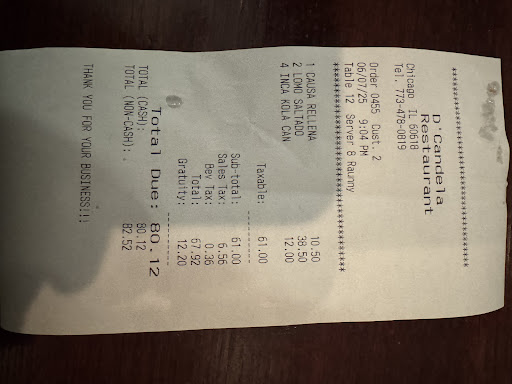 D'Candela
Restaurant
Chicago IL 60618
Tel. 773-478-0819
Order 0455 Cust. 2
06/07/25 9:04 PM
Table 12 Server 8 Raunny
1 CAUSA RELLENA 10.50
2 LOMO SALTADO 38.50
4 INCA KOLA CAN 12.00
Taxable: 61.00
Sub-total: 61.00
Sales Tax: 6.56
Bev Tax: 0.36
Total: 67.92
Gratuity: 12.20
Total Due: 80.12
TOTAL (CASH): 80.12
TOTAL (NON-CASH): . 82.52
THANK YOU FOR YOUR BUSINESS!!!